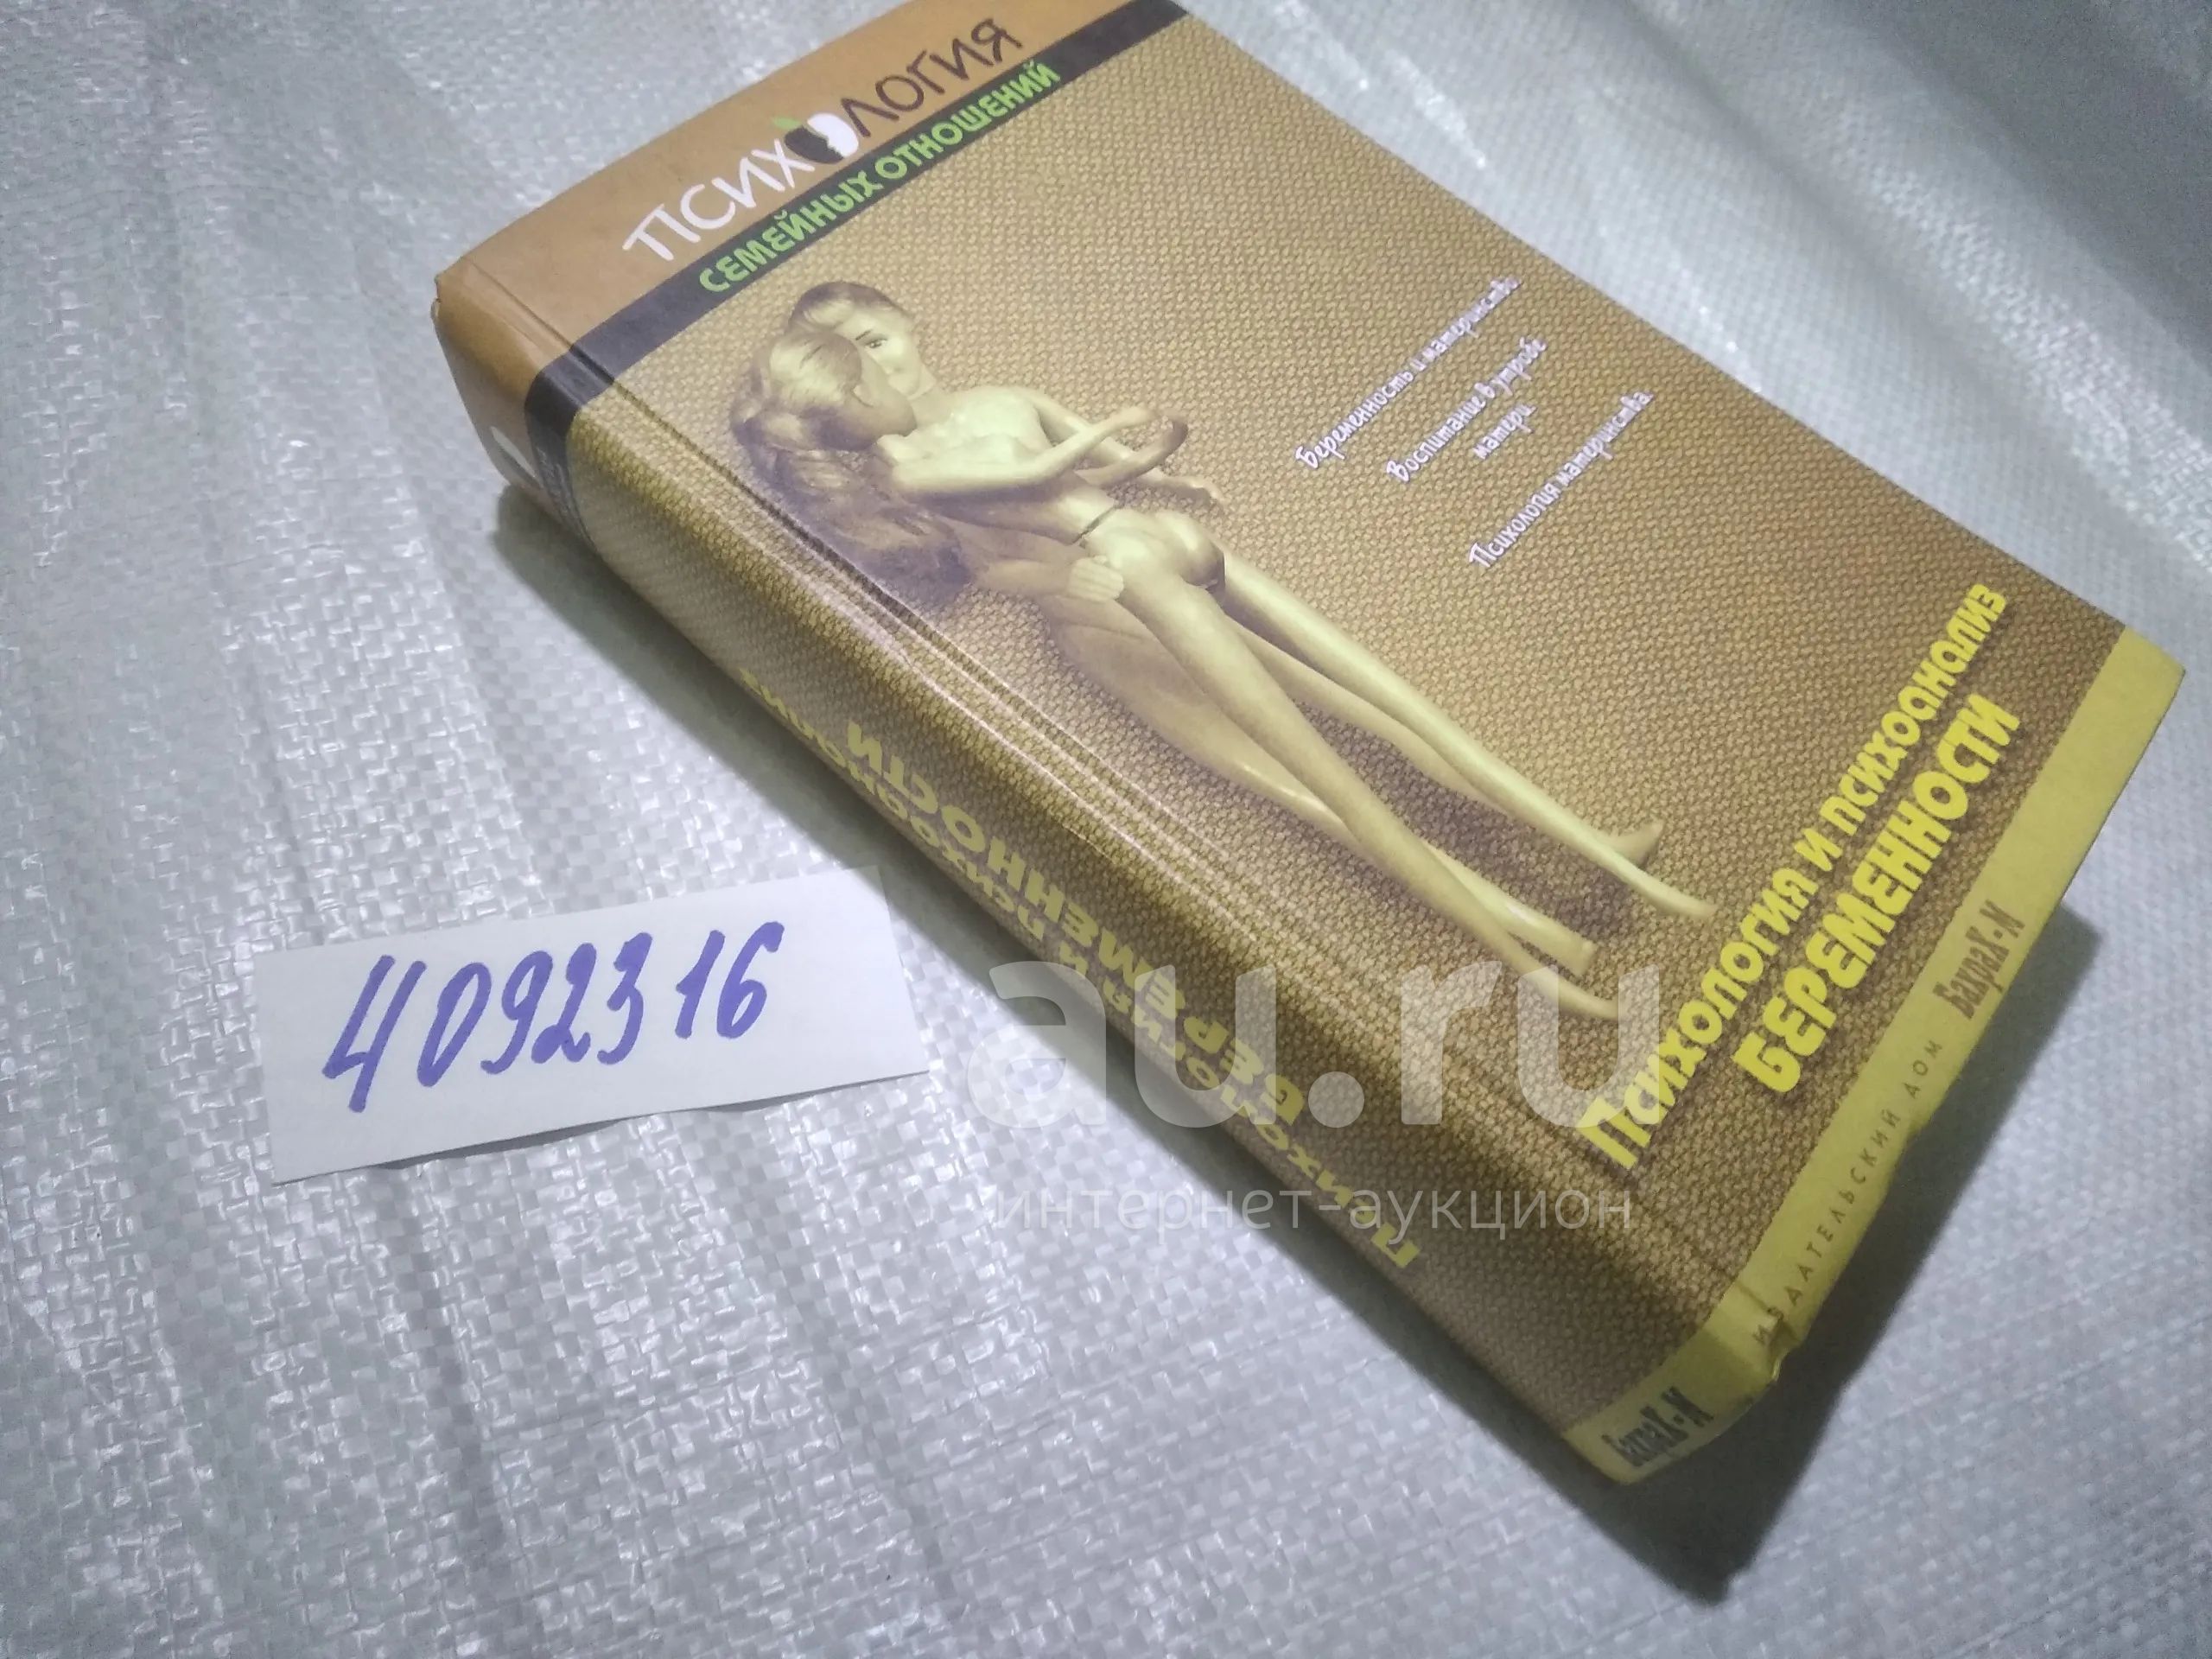 ПСИХОЛОГИЯ
СЕМЕЙНЫХ ОТНОШЕНИЙ
Беременность и материнство
Воспитание в утробе
матери
Психология материнства
Психология и психоанализ
БЕРЕМЕННОСТИ
ИЗДАТЕЛЬСКИЙ ДОМ БахраХ-М
Психология и психоанализ
БЕРЕМЕННОСТИ
БахраХ-М
4092316
au.ru
интернет-аукцион